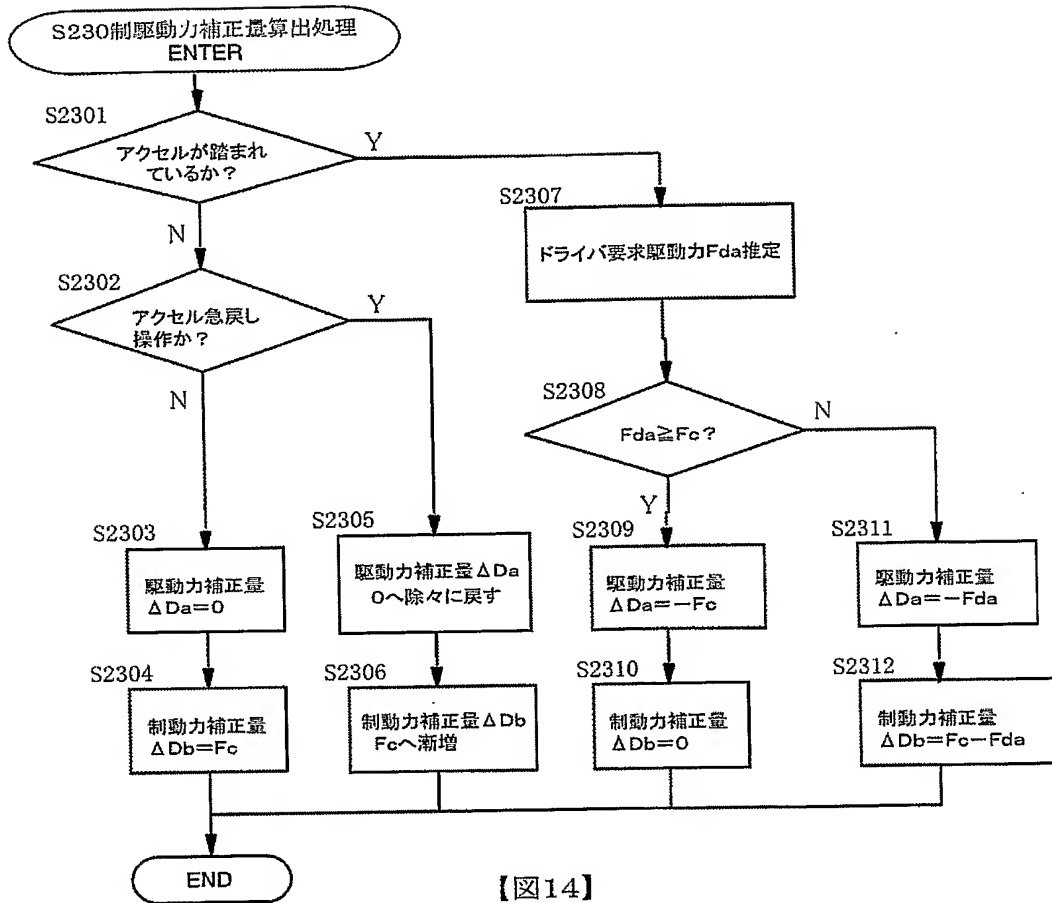 S230制駆動力補正量算出処理
ENTER
S2301
アクセルが踏まれ
ているか？
Y
N
S2302
アクセル急戻し
操作か？
Y
N
S2303
駆動力補正量
ΔDa＝0
S2304
制動力補正量
ΔDb＝Fc
S2305
駆動力補正量ΔDa
0へ除々に戻す
S2306
制動力補正量ΔDb
Fcへ漸増
S2307
ドライバ要求駆動力Fda推定
S2308
Fda≧Fc？
N
Y
S2309
駆動力補正量
ΔDa＝－Fc
S2310
制動力補正量
ΔDb＝0
S2311
駆動力補正量
ΔDa＝－Fda
S2312
制動力補正量
ΔDb＝Fc－Fda
END
【図14】